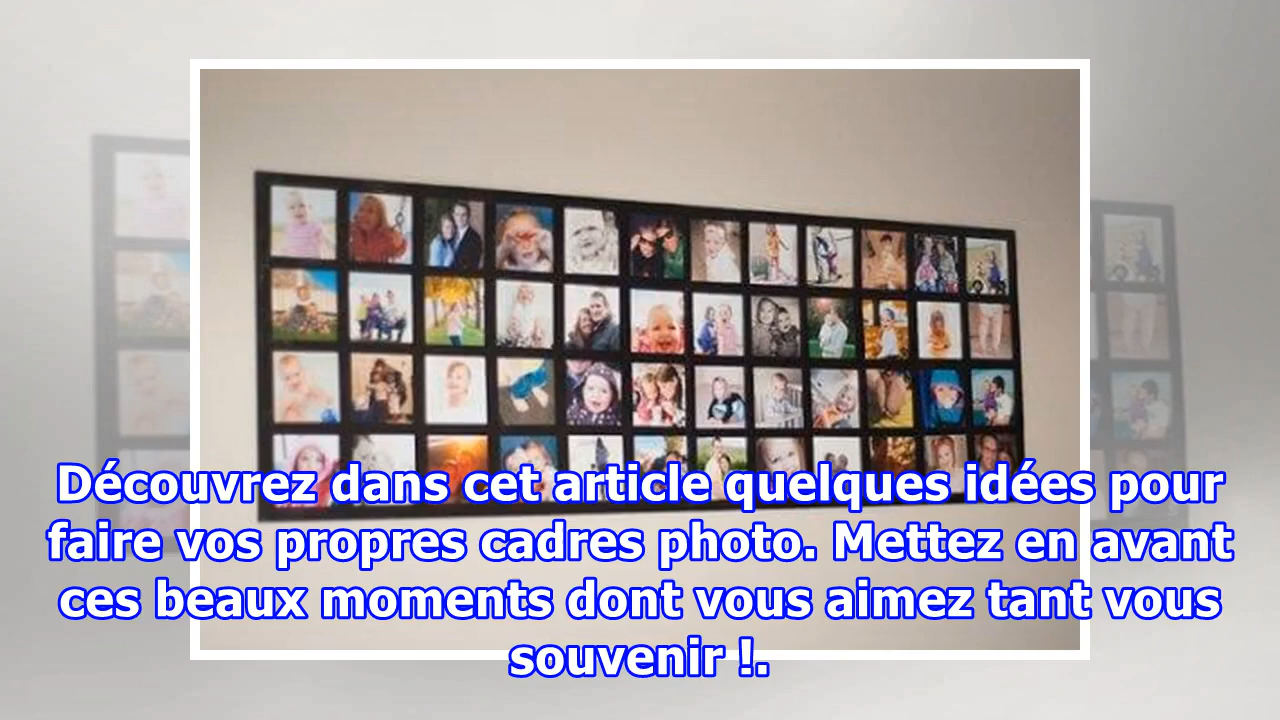 Découvrez dans cet article quelques idées pour
faire vos propres cadres photo. Mettez en avant
ces beaux moments dont vous aimez tant vous
souvenir !.